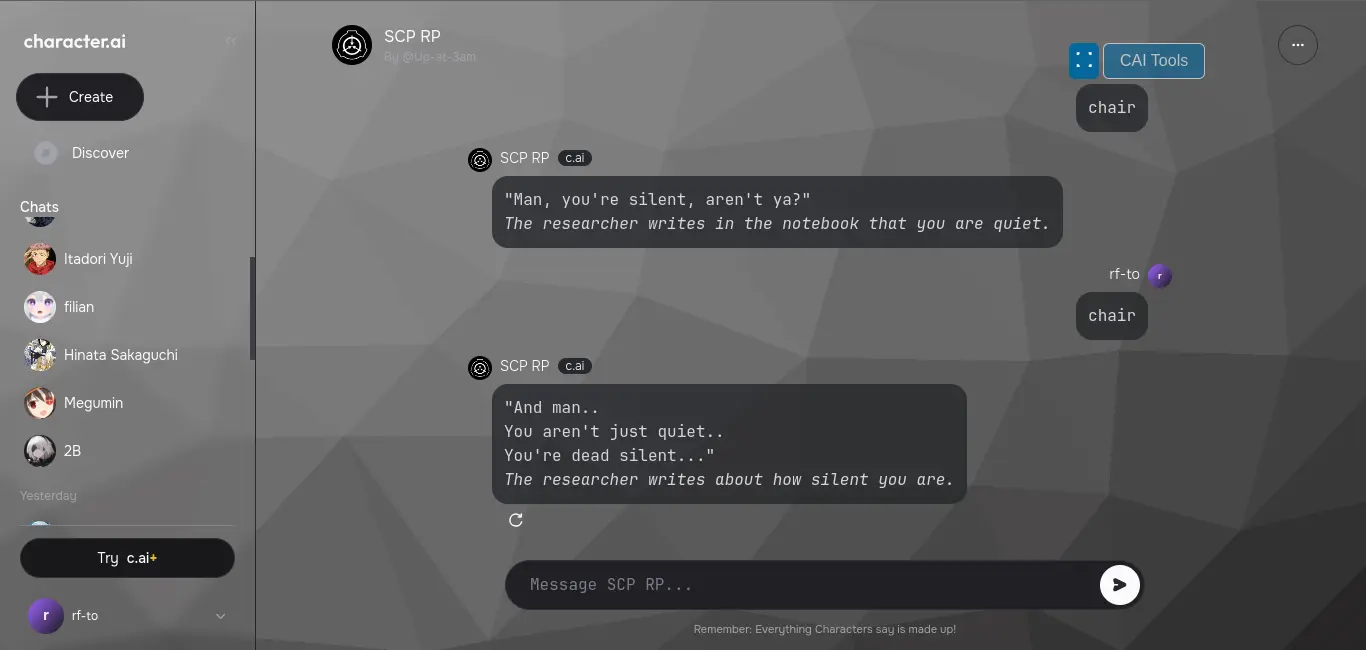 character.ai
Create
Discover
Chats
Itadori Yuji
filian
Hinata Sakaguchi
Megumin
2B
Yesterday
Try c.ai+
r rf-to
SCP RP
By @Up-at-3am
CAI Tools
chair
SCP RP c.ai
"Man, you're silent, aren't ya?"
The researcher writes in the notebook that you are quiet.
rf-to r
chair
SCP RP c.ai
"And man..
You aren't just quiet..
You're dead silent..."
The researcher writes about how silent you are.
Message SCP RP...
Remember: Everything Characters say is made up!